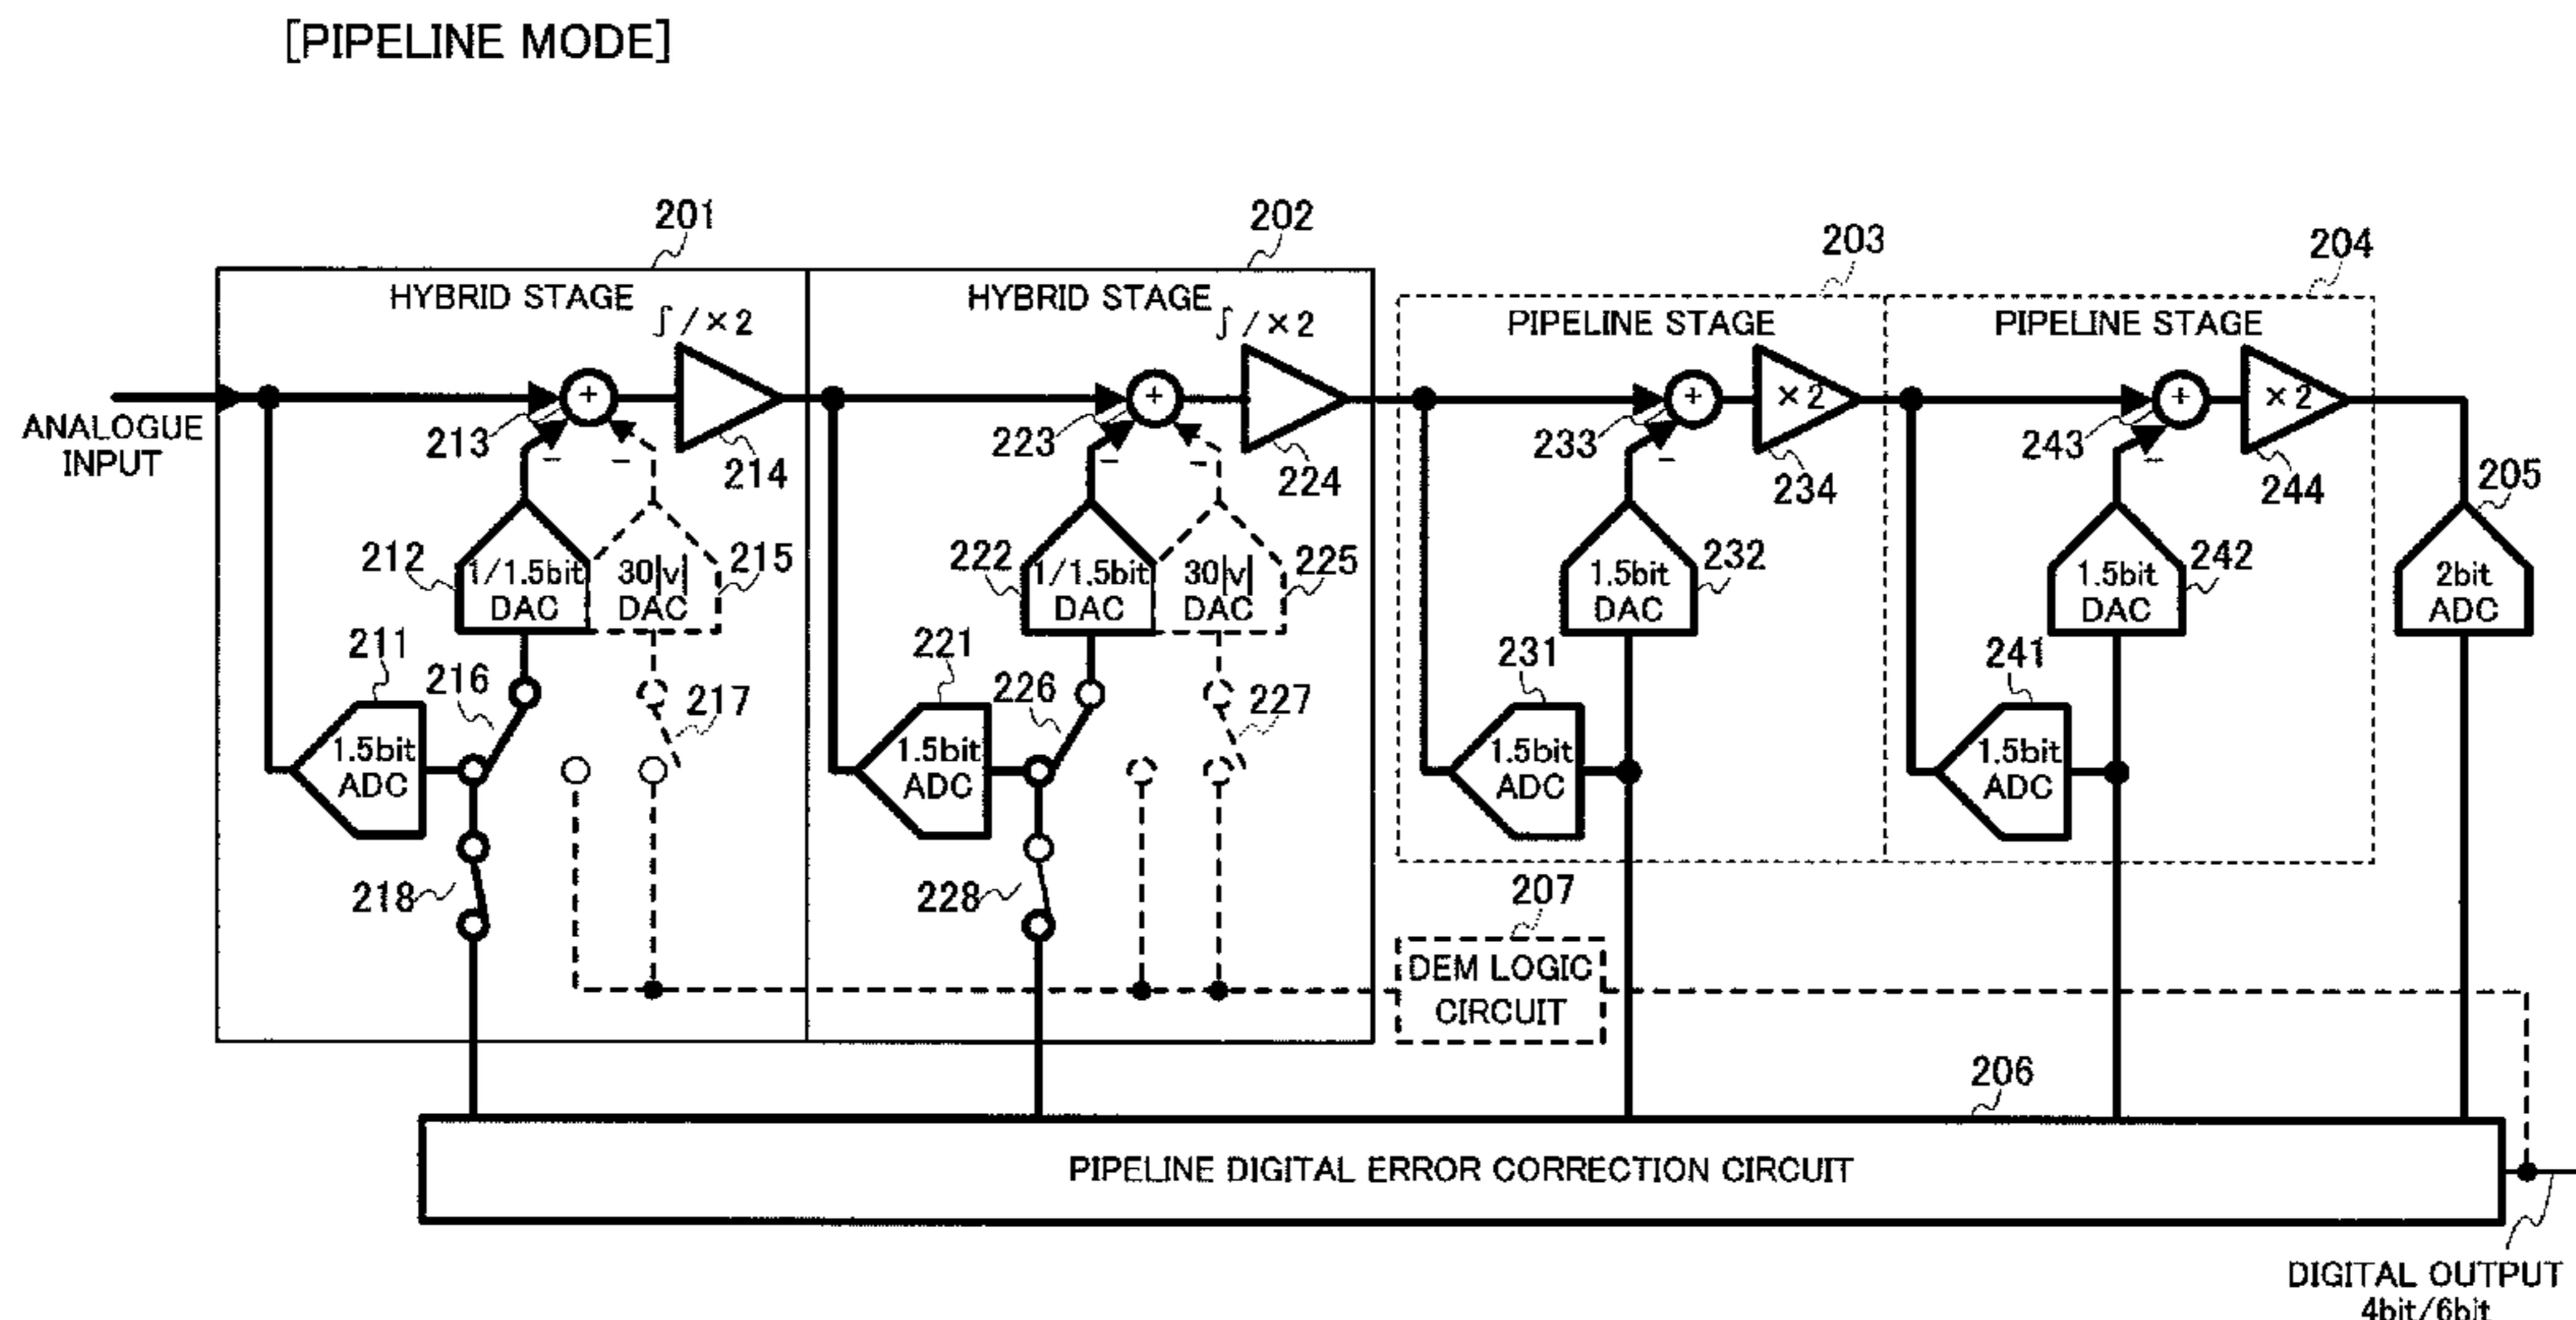 [PIPELINE MODE]
201
202
203
204
HYBRID STAGE
HYBRID STAGE
PIPELINE STAGE
PIPELINE STAGE
∫/×2
∫/×2
×2
×2
+
+
+
+
ANALOGUE
INPUT
213
−
−
214
223
−
−
224
233
−
234
243
−
244
205
212
1/1.5bit
DAC
30|v|
DAC
215
222
1/1.5bit
DAC
30|v|
DAC
225
1.5bit
DAC
232
1.5bit
DAC
242
2bit
ADC
211
216
217
221
226
227
231
241
1.5bit
ADC
1.5bit
ADC
1.5bit
ADC
1.5bit
ADC
218
228
207
DEM LOGIC
CIRCUIT
206
PIPELINE DIGITAL ERROR CORRECTION CIRCUIT
DIGITAL OUTPUT
4bit/6bit